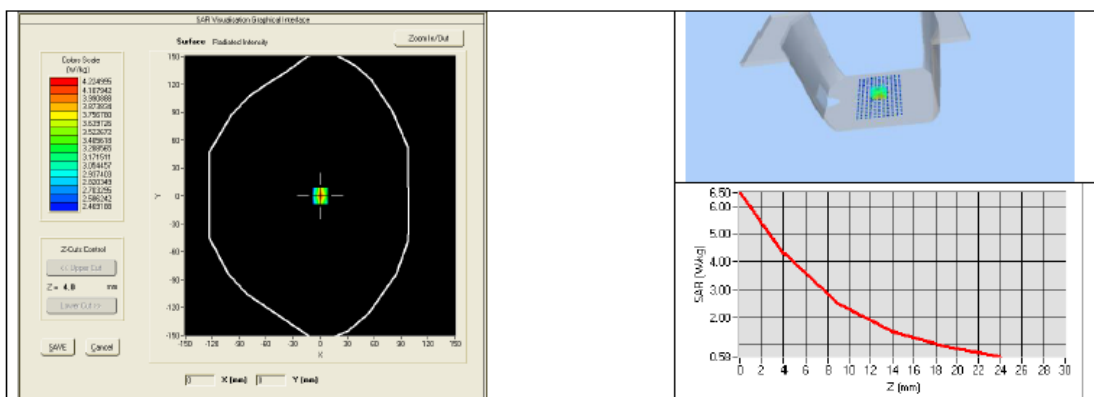 SAR Visualisation Graphical Interface
Surface Radiated Intensity
Zoom In/Out
Colors Scale
(W/kg)
4.224995
4.107942
3.990888
3.873834
3.756780
3.639726
3.522672
3.405618
3.288565
3.171511
3.054457
2.937403
2.820349
2.703295
2.586242
2.469188
Z-Cuts Control
<< Upper Cut
Z = 4.0 mm
Lower Cut >>
SAVE Cancel
150
120
90
60
30
Y 0
-30
-60
-90
-120
-150
-150 -120 -90 -60 -30 0 30 60 90 120 150
X
0 X (mm) 0 Y (mm)
SAR (W/kg)
6.50
6.00
5.00
4.00
3.00
2.00
0.58
0 2 4 6 8 10 12 14 16 18 20 22 24 26 28 30
Z (mm)